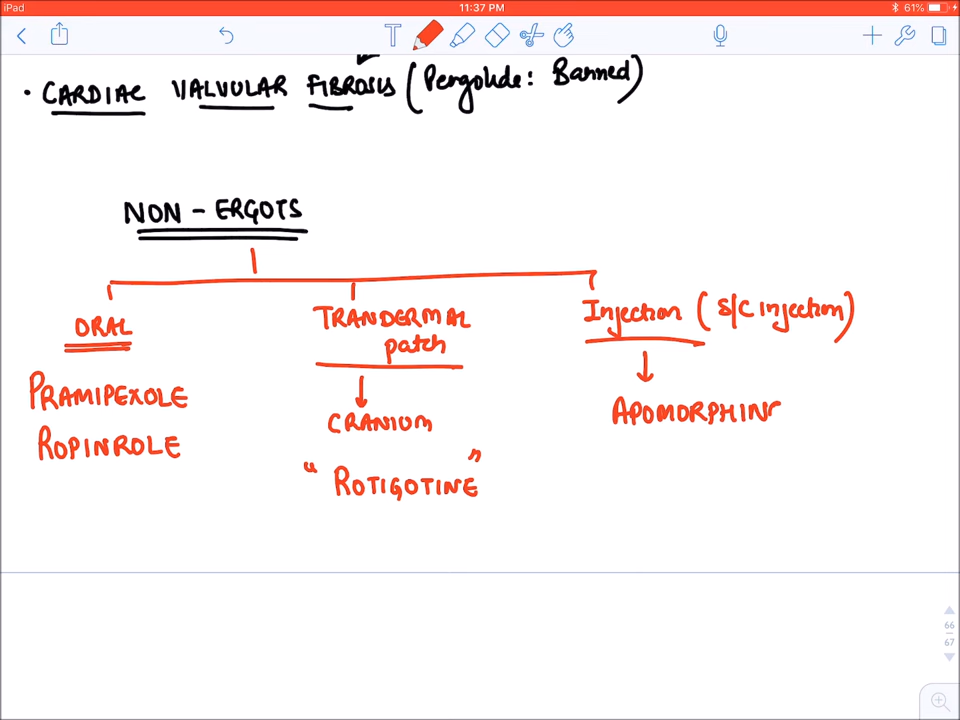 iPad 11:37 PM 61%
T
• CARDIAC VALVULAR FIBROSIS (Pergolide: Banned)
NON - ERGOTS
ORAL
TRANDERMAL
patch
Injection (S/C injection)
PRAMIPEXOLE
ROPINROLE
CRANIUM
"ROTIGOTINE"
APOMORPHIN
66
67